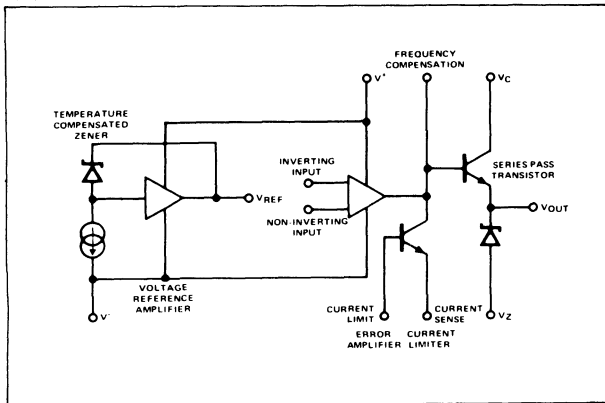 FREQUENCY
COMPENSATION
V+
VC
TEMPERATURE
COMPENSATED
ZENER
INVERTING
INPUT
SERIES PASS
TRANSISTOR
VREF
NON-INVERTING
INPUT
VOUT
VOLTAGE
REFERENCE
AMPLIFIER
V-
CURRENT
LIMIT
CURRENT
SENSE
VZ
ERROR
AMPLIFIER
CURRENT
LIMITER